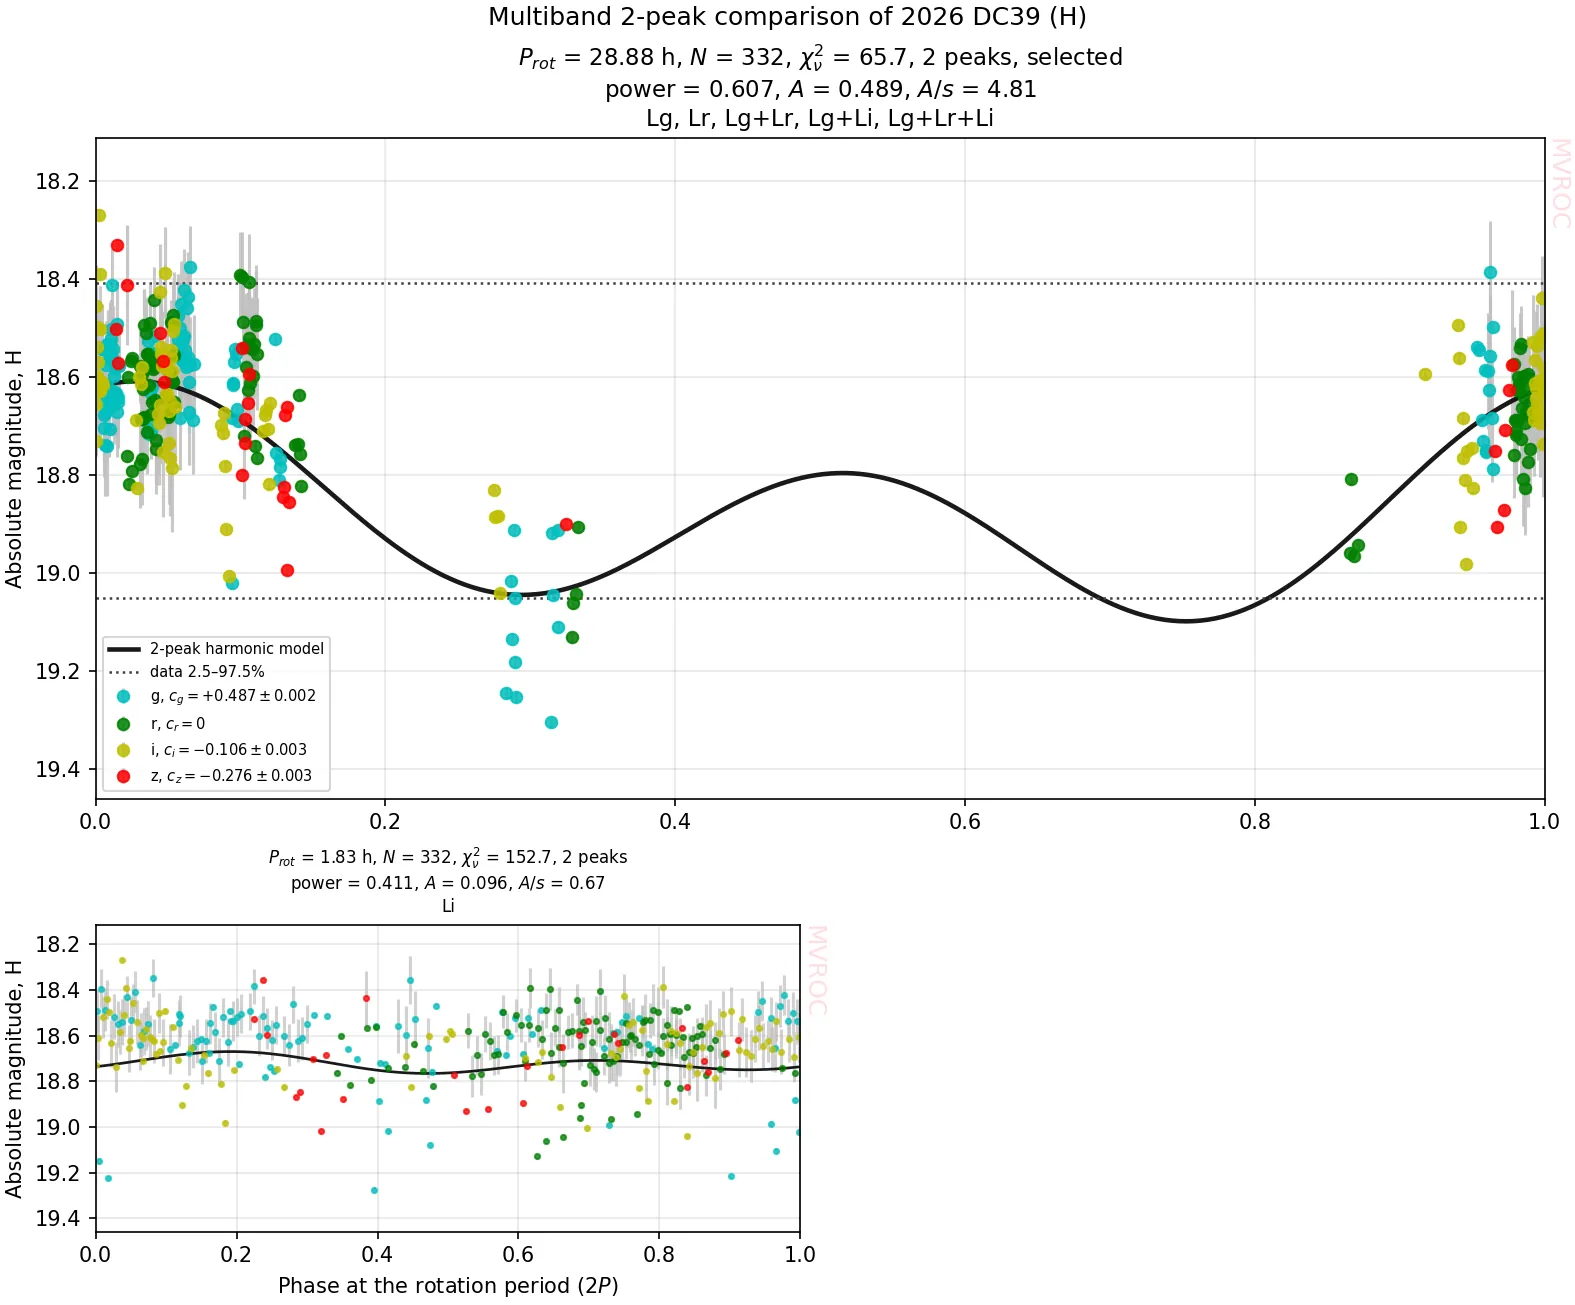 Multiband 2-peak comparison of 2026 DC39 (H)
P_rot = 28.88 h, N = 332, χ²_ν = 65.7, 2 peaks, selected
power = 0.607, A = 0.489, A/s = 4.81
Lg, Lr, Lg+Lr, Lg+Li, Lg+Lr+Li
MVROC
Absolute magnitude, H
18.2
18.4
18.6
18.8
19.0
19.2
19.4
2-peak harmonic model
data 2.5–97.5%
g, c_g = +0.487 ± 0.002
r, c_r = 0
i, c_i = −0.106 ± 0.003
z, c_z = −0.276 ± 0.003
0.0 0.2 0.4 0.6 0.8 1.0
P_rot = 1.83 h, N = 332, χ²_ν = 152.7, 2 peaks
power = 0.411, A = 0.096, A/s = 0.67
Li
MVROC
Absolute magnitude, H
18.2
18.4
18.6
18.8
19.0
19.2
19.4
0.0 0.2 0.4 0.6 0.8 1.0
Phase at the rotation period (2P)